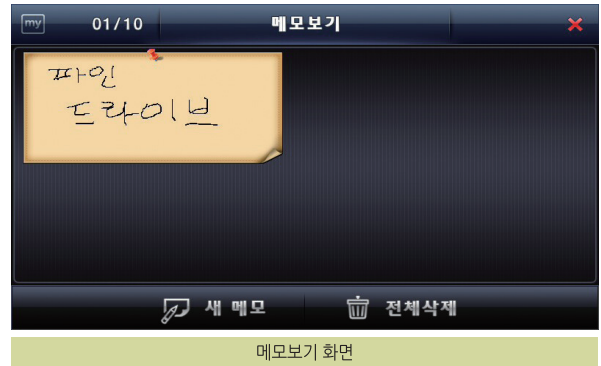 my 01/10 메모보기
파인
드라이브
새 메모 전체삭제
메모보기 화면